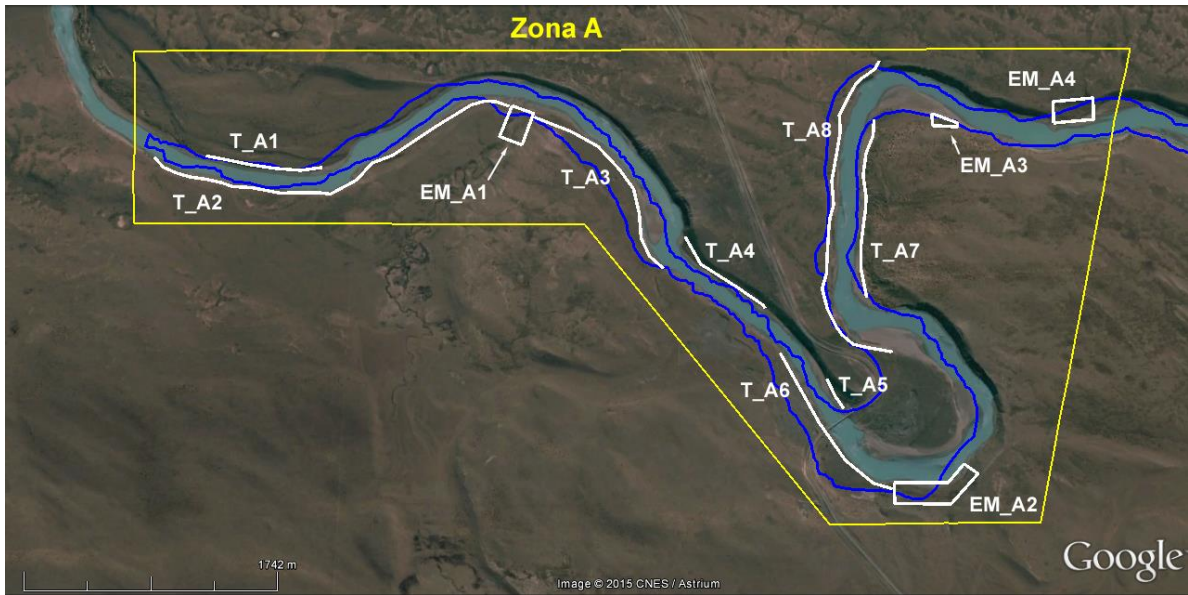 Zona A
EM_A4
T_A8
T_A1
EM_A3
EM_A1
T_A3
T_A2
T_A4
T_A7
T_A6
T_A5
EM_A2
1742 m
Image © 2015 CNES / Astrium
Google